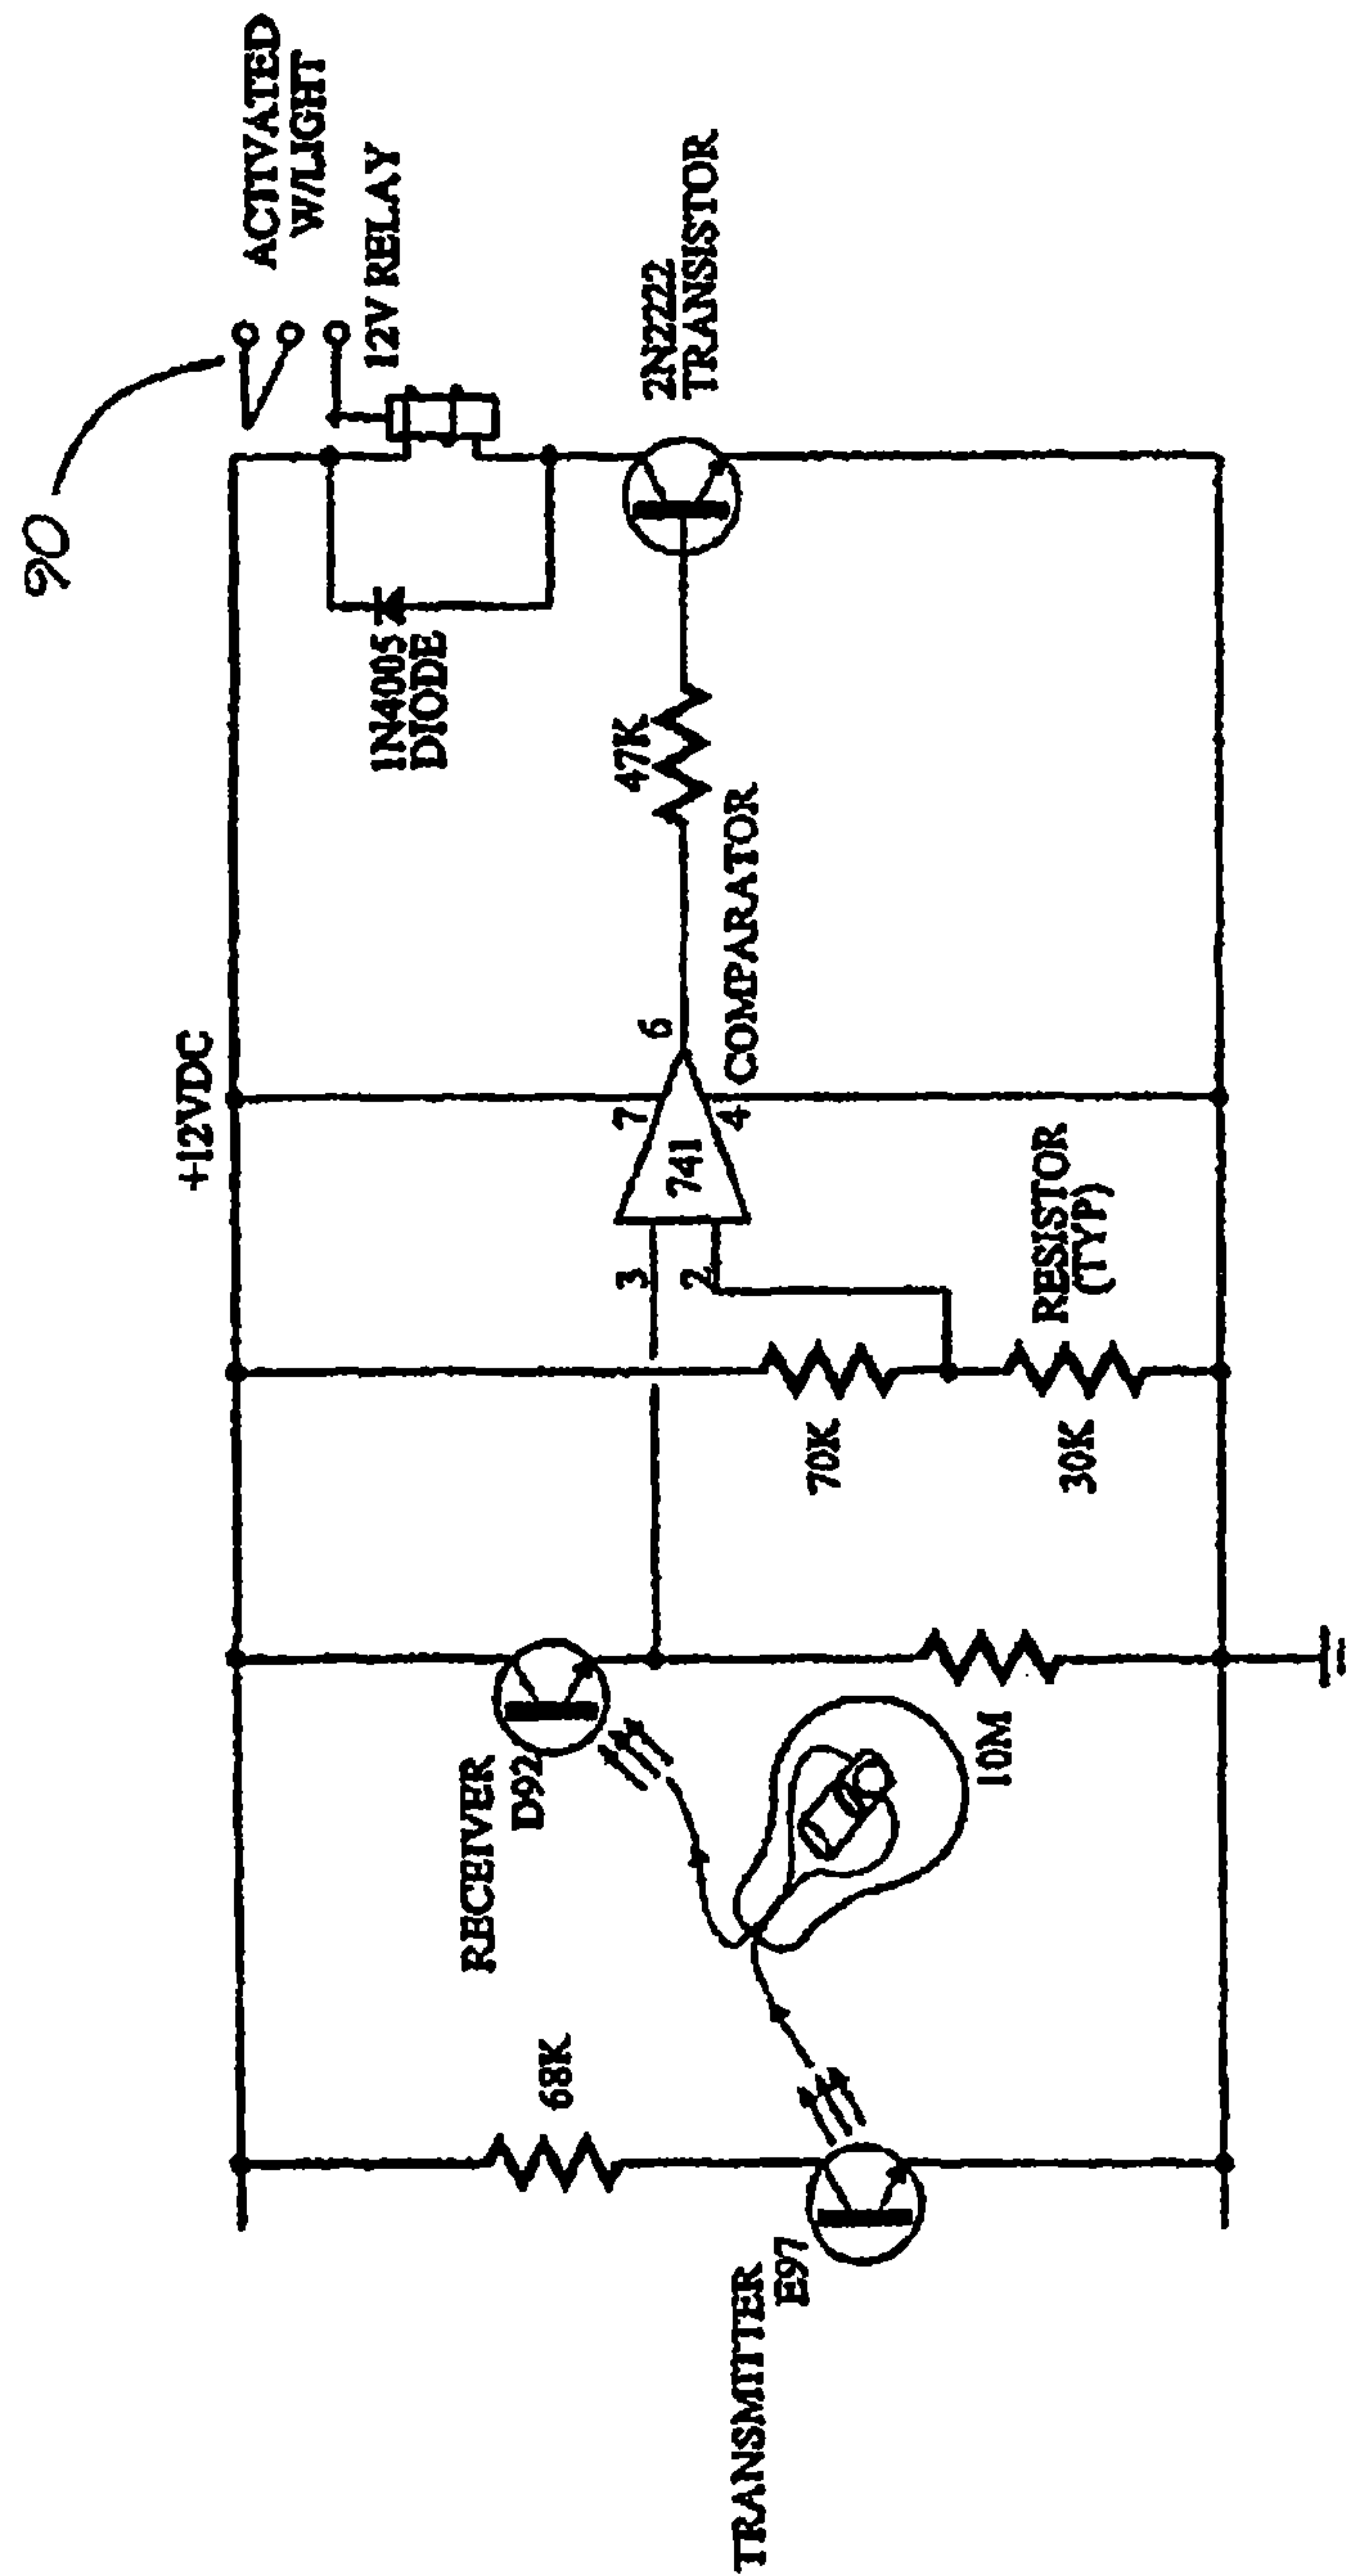 90
ACTIVATED
W/LIGHT
12V RELAY
+12VDC
1N4005
DIODE
2N2222
TRANSISTOR
47K
COMPARATOR
6
7
741
4
3
2
70K
RESISTOR
(TYP)
30K
RECEIVER
D92
10M
68K
TRANSMITTER
E97